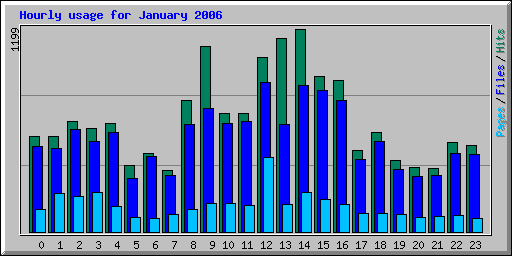 Hourly usage for January 2006
1199
Pages / Files / Hits
0 1 2 3 4 5 6 7 8 9 10 11 12 13 14 15 16 17 18 19 20 21 22 23